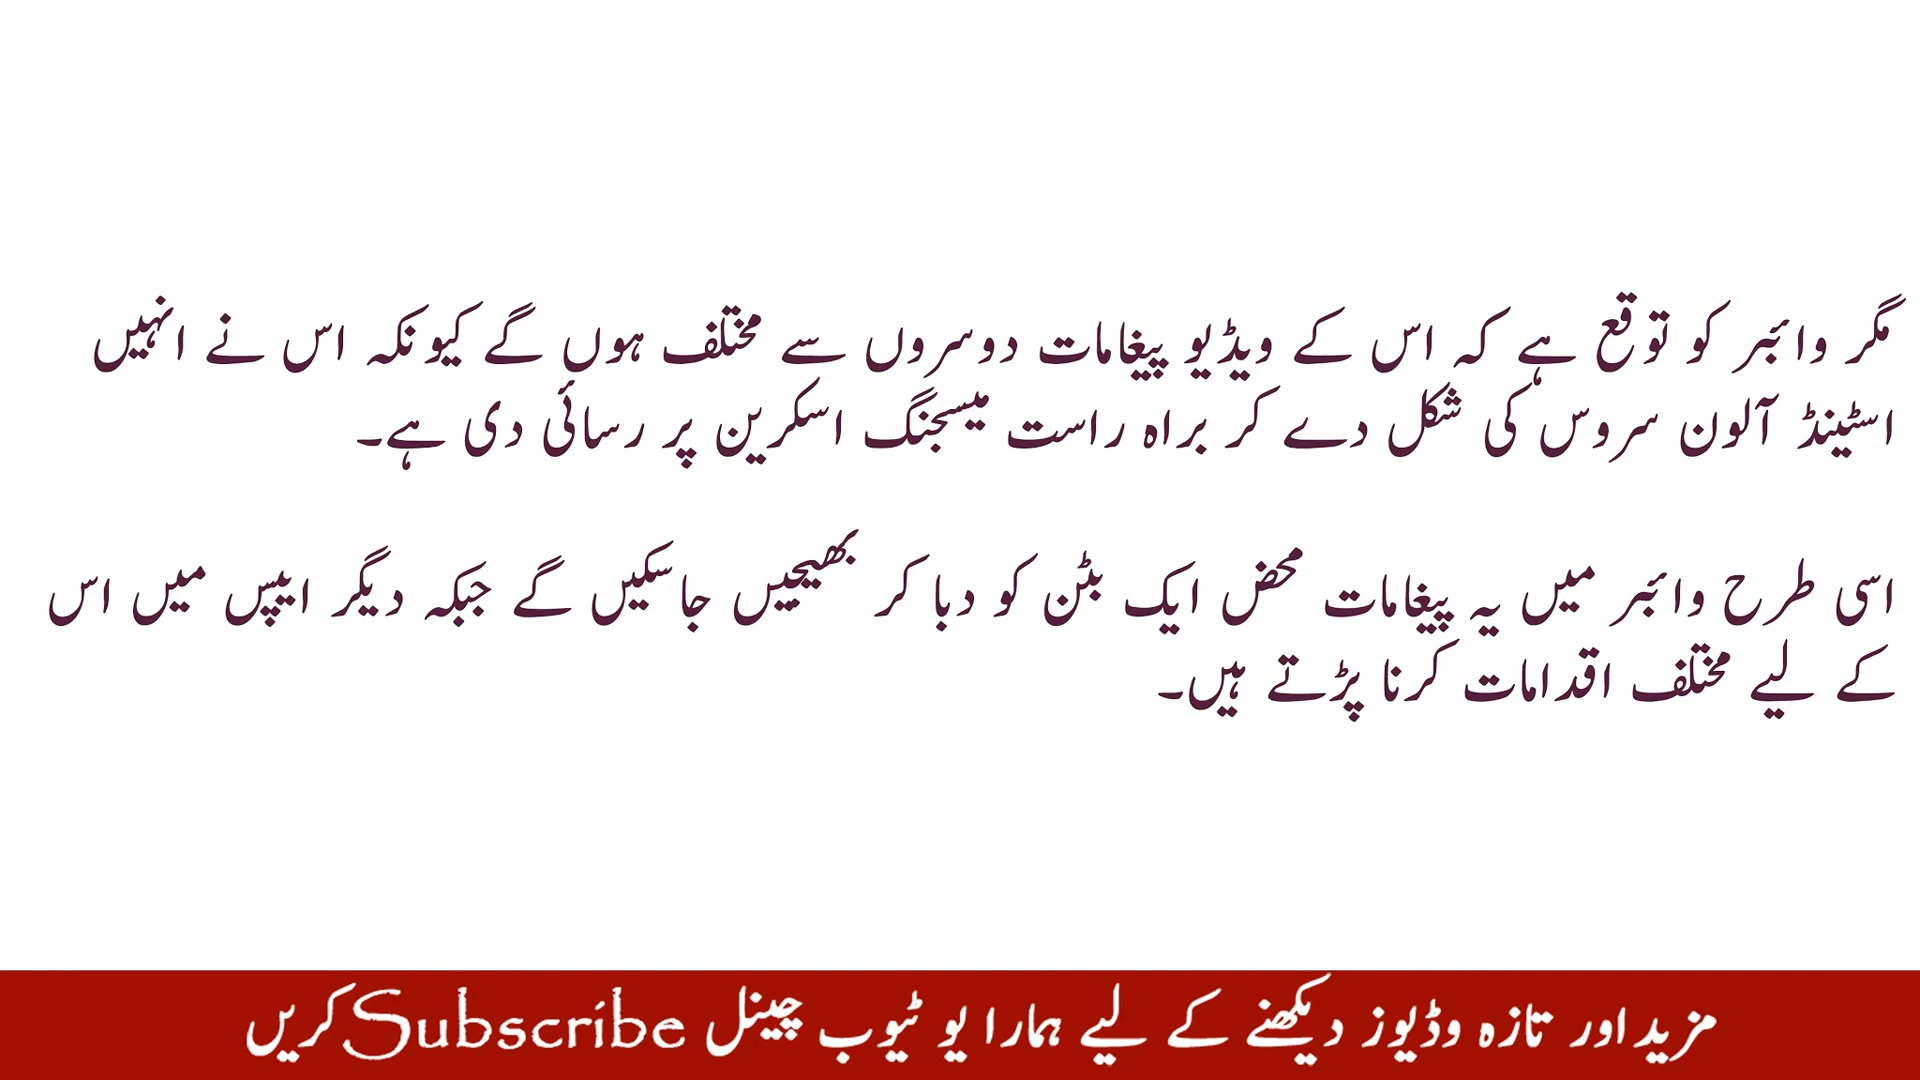 مگر وائبر کو توقع ہے کہ اس کے ویڈیو پیغامات دوسروں سے مختلف ہوں گے کیونکہ اس نے انہیں
اسٹینڈ آلون سروس کی شکل دے کر براہ راست میسجنگ اسکرین پر رسائی دی ہے۔
اسی طرح وائبر میں یہ پیغامات محض ایک بٹن کو دبا کر بھیجیں جاسکیں گے جبکہ دیگر ایپس میں اس
کے لیے مختلف اقدامات کرنا پڑتے ہیں۔
مزید اور تازہ وڈیوز دیکھنے کے لیے ہمارا یو ٹیوب چینل Subscribe کریں